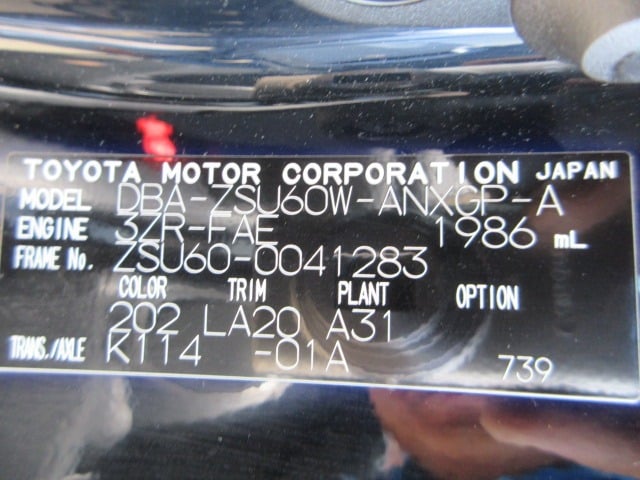 TOYOTA MOTOR CORPORATION JAPAN
MODEL DBA-ZSU60W-ANXGP-A
ENGINE 3ZR-FAE 1986 mL
FRAME No. ZSU60-0041283
COLOR TRIM PLANT OPTION
202 LA20 A31
TRANS./AXLE K114 -01A 739